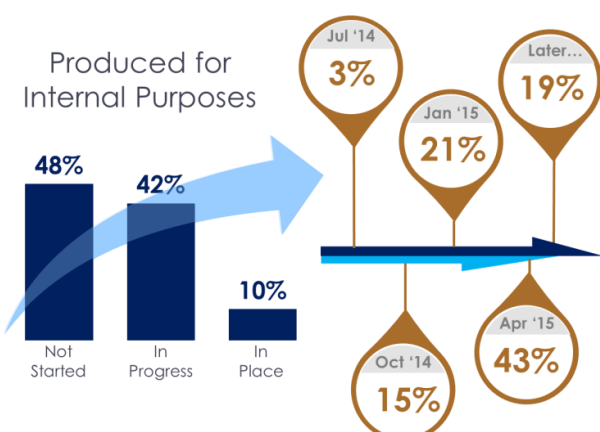 Produced for
Internal Purposes
48%
42%
10%
Not
Started
In
Progress
In
Place
Jul ‘14
3%
Oct ‘14
15%
Jan ‘15
21%
Apr ‘15
43%
Later...
19%